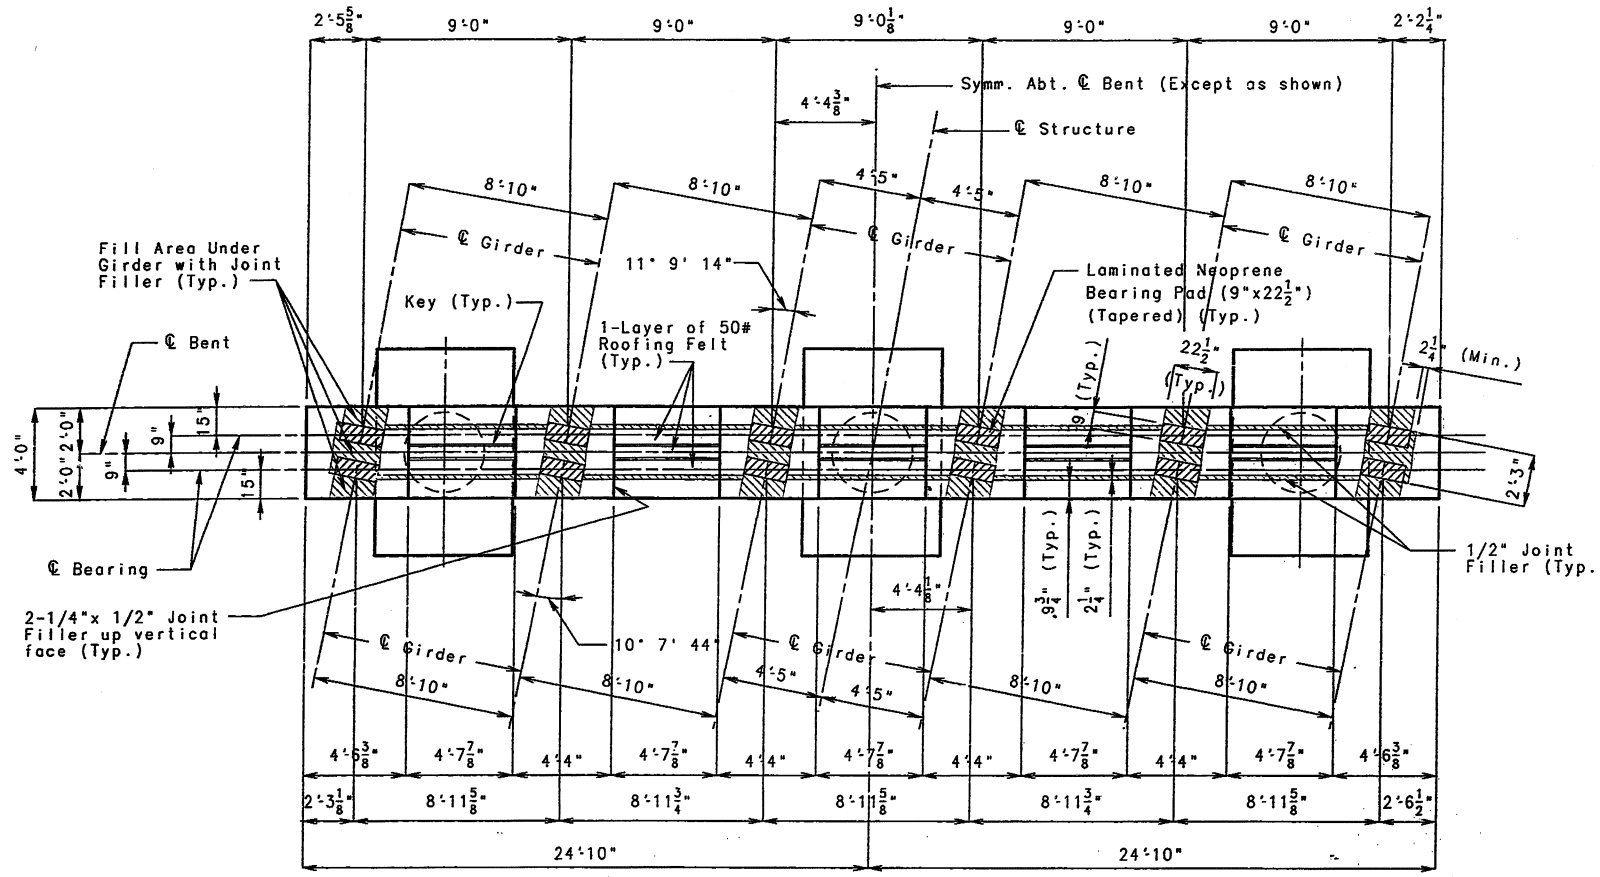 2'-5 5/8" 9'-0" 9'-0" 9'-0 1/8" 9'-0" 9'-0" 2'-2 1/4"
Symm. Abt. ℄ Bent (Except as shown)
4'-4 3/8"
℄ Structure
8'-10" 8'-10" 4'-5" 4'-5" 8'-10" 8'-10"
℄ Girder ℄ Girder ℄ Girder
Fill Area Under
Girder with Joint
Filler (Typ.)
11° 9' 14"
Laminated Neoprene
Bearing Pad (9"x22 1/2")
(Tapered) (Typ.)
Key (Typ.)
1-Layer of 50#
Roofing Felt
(Typ.)
℄ Bent
9" (Typ.)
22 1/2"
(Typ.)
2 1/4" (Min.)
4'-0"
2'-0" 2'-0"
9" 9"
15" 15"
2'-3"
℄ Bearing
1/2" Joint
Filler (Typ.
2-1/4"x 1/2" Joint
Filler up vertical
face (Typ.)
4'-4 1/8"
9 3/4" (Typ.)
2 1/4" (Typ.)
10° 7' 44"
℄ Girder ℄ Girder ℄ Girder
8'-10" 8'-10" 4'-5" 4'-5" 8'-10" 8'-10"
4'-6 3/8" 4'-7 7/8" 4'-4" 4'-7 7/8" 4'-4" 4'-7 7/8" 4'-4" 4'-7 7/8" 4'-4" 4'-7 7/8" 4'-6 3/8"
2'-3 1/8" 8'-11 5/8" 8'-11 3/4" 8'-11 5/8" 8'-11 3/4" 8'-11 5/8" 2'-6 1/2"
24'-10" 24'-10"